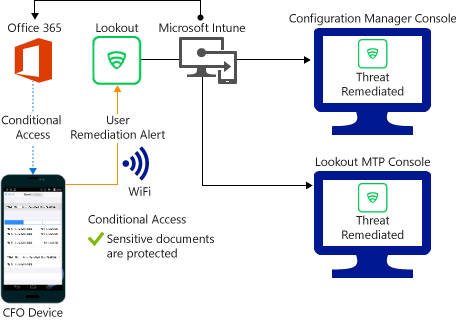 Office 365
Lookout
Microsoft Intune
Configuration Manager Console
Threat
Remediated
Conditional
Access
User
Remediation Alert
WiFi
Lookout MTP Console
Threat
Remediated
Conditional Access
Sensitive documents
are protected
CFO Device